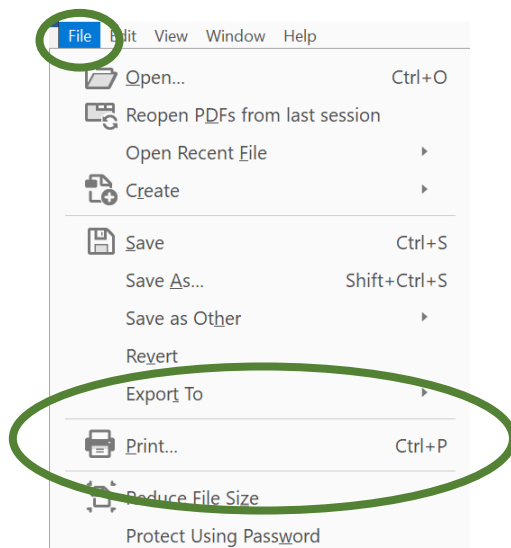 File Edit View Window Help
Open... Ctrl+O
Reopen PDFs from last session
Open Recent File
Create
Save Ctrl+S
Save As... Shift+Ctrl+S
Save as Other
Revert
Export To
Print... Ctrl+P
Reduce File Size
Protect Using Password